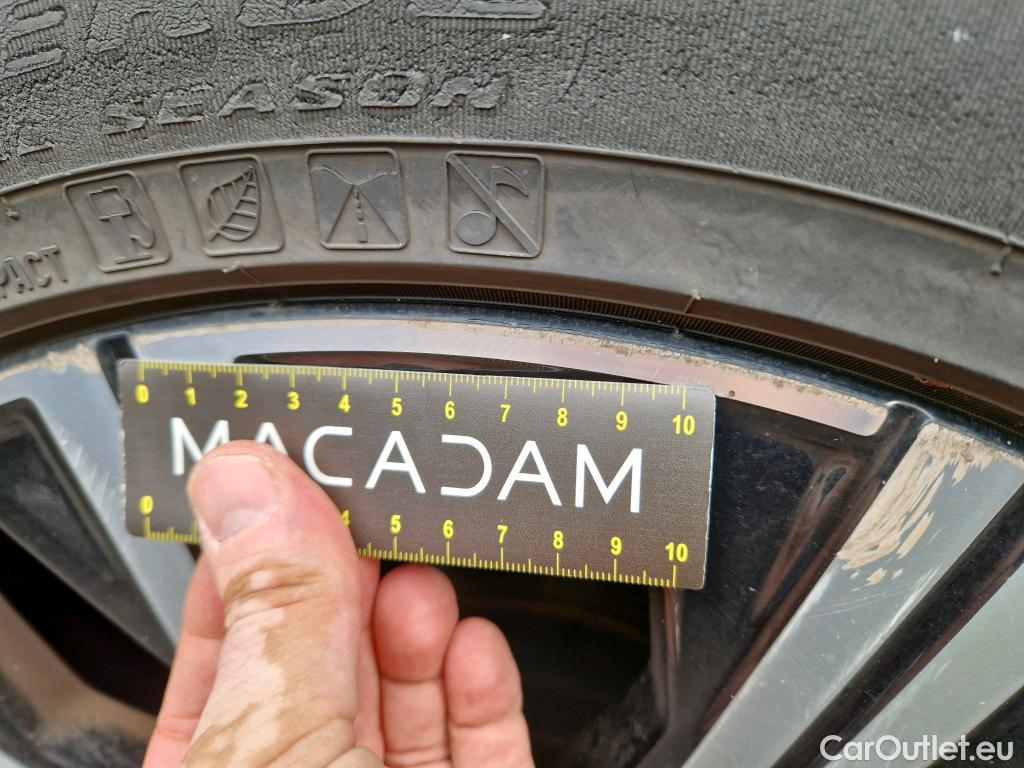 SEASON
PACT
0 1 2 3 4 5 6 7 8 9 10
MACADAM
0 4 5 6 7 8 9 10
CarOutlet.eu